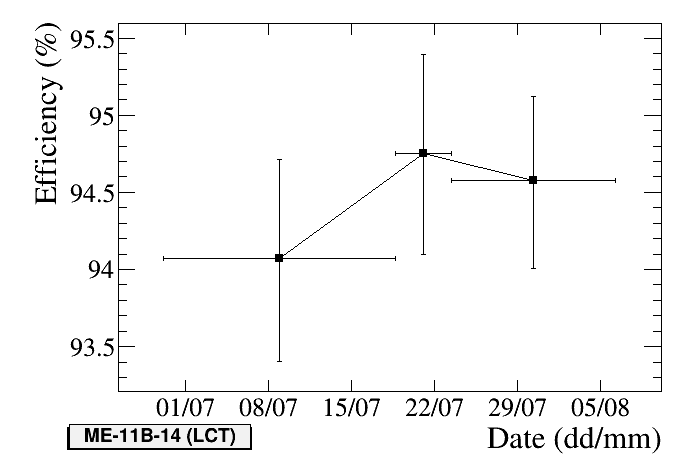 Efficiency (%)
95.5
95
94.5
94
93.5
01/07 08/07 15/07 22/07 29/07 05/08
ME-11B-14 (LCT)
Date (dd/mm)